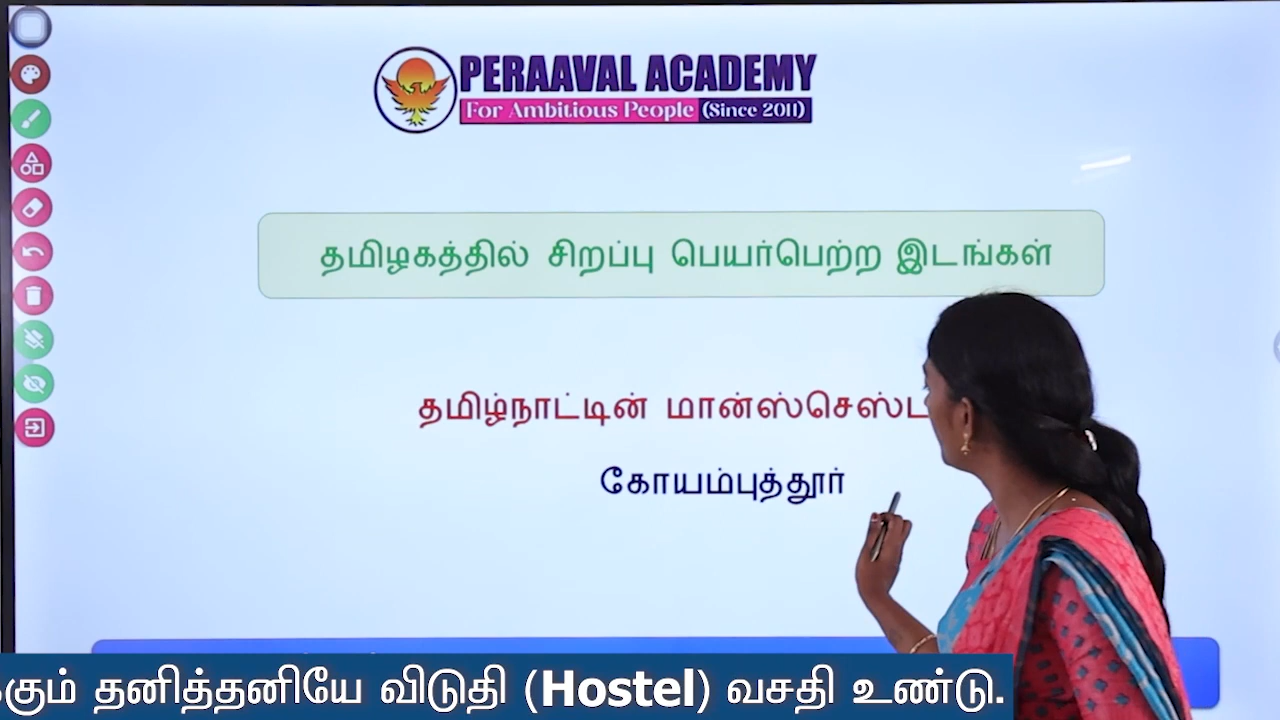 PERAAVAL ACADEMY
For Ambitious People (Since 2011)
தமிழகத்தில் சிறப்பு பெயர்பெற்ற இடங்கள்
தமிழ்நாட்டின்
கோயம்புத்தூர்
தனித்தனியே விடுதி (Hostel) வசதி உண்டு.